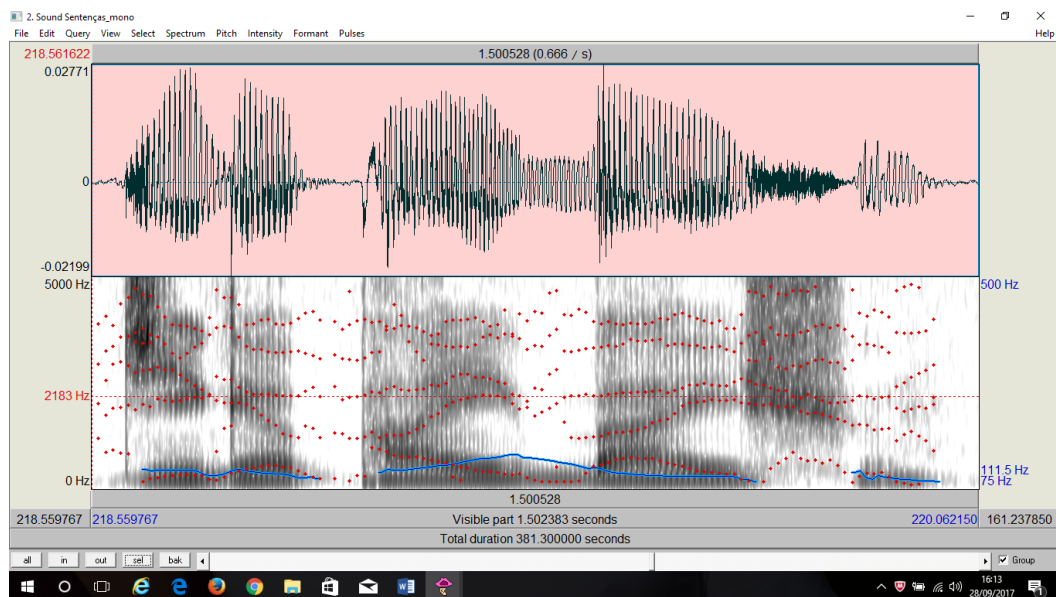 2. Sound Sentenças_mono
File Edit Query View Select Spectrum Pitch Intensity Formant Pulses Help
218.561622 1.500528 (0.666 / s)
0.02771
0
-0.02199
5000 Hz 500 Hz
2183 Hz
111.5 Hz
0 Hz 75 Hz
1.500528
218.559767 218.559767 Visible part 1.502383 seconds 220.062150 161.237850
Total duration 381.300000 seconds
all in out sel bak Group
16:13
28/09/2017